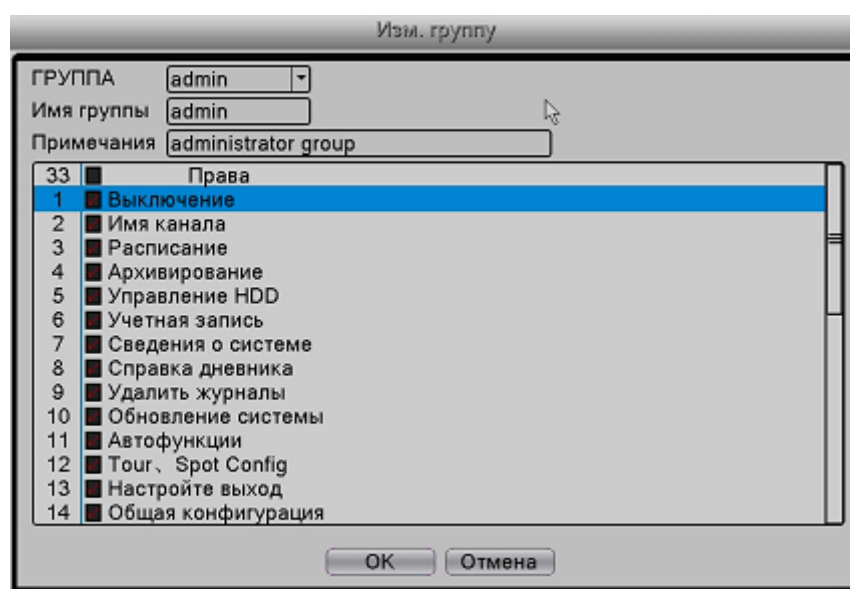 Изм. группу
ГРУППА admin
Имя группы admin
Примечания administrator group
33 Права
1 Выключение
2 Имя канала
3 Расписание
4 Архивирование
5 Управление HDD
6 Учетная запись
7 Сведения о системе
8 Справка дневника
9 Удалить журналы
10 Обновление системы
11 Автофункции
12 Tour、Spot Config
13 Настройте выход
14 Общая конфигурация
OK Отмена